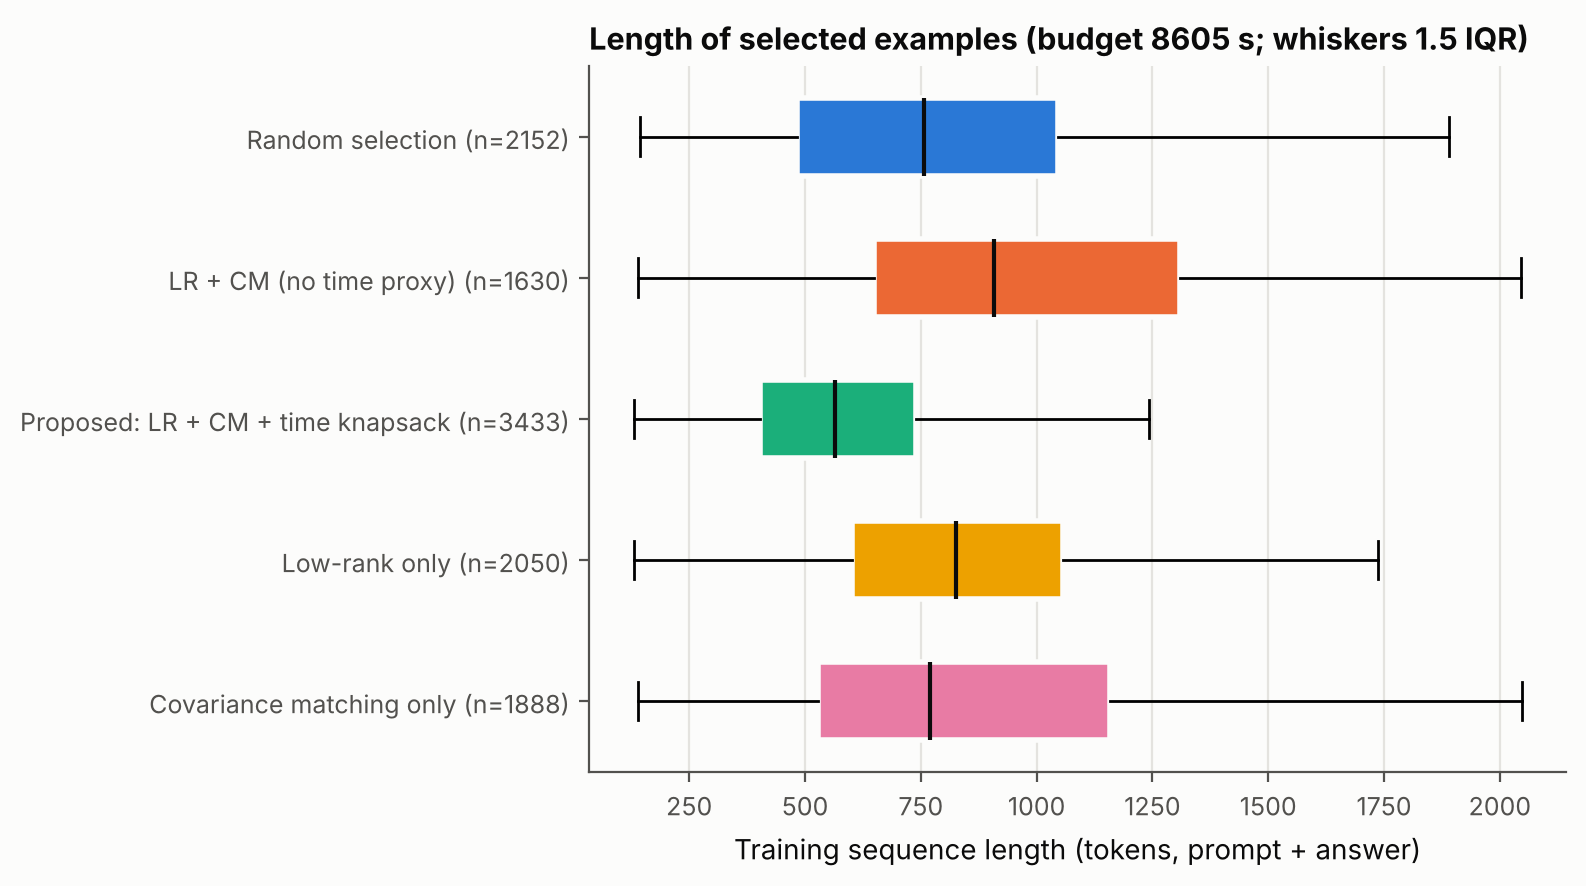 Length of selected examples (budget 8605 s; whiskers 1.5 IQR)
Random selection (n=2152)
LR + CM (no time proxy) (n=1630)
Proposed: LR + CM + time knapsack (n=3433)
Low-rank only (n=2050)
Covariance matching only (n=1888)
250 500 750 1000 1250 1500 1750 2000
Training sequence length (tokens, prompt + answer)